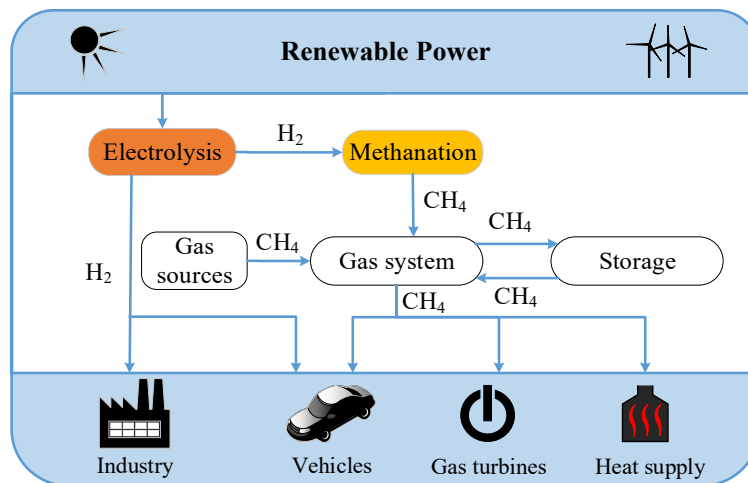 Renewable Power
H₂
Electrolysis
Methanation
CH₄
CH₄
Gas
sources
CH₄
Gas system
Storage
H₂
CH₄
CH₄
Industry
Vehicles
Gas turbines
Heat supply